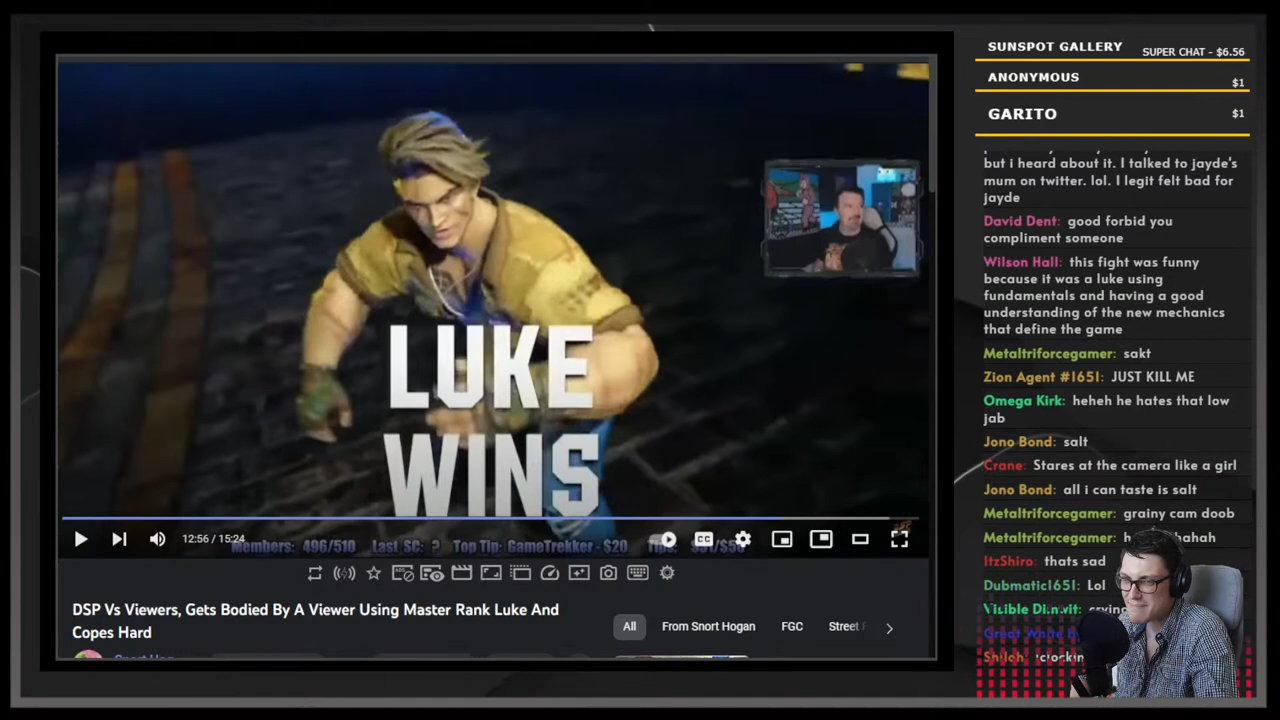 SUNSPOT GALLERY
SUPER CHAT - $6.56
ANONYMOUS
$1
GARITO
$1
but i heard about it. I talked to jayde's
mum on twitter. lol. I legit felt bad for
jayde
David Dent: good forbid you
compliment someone
Wilson Hall: this fight was funny
because it was a luke using
fundamentals and having a good
understanding of the new mechanics
that define the game
Metaltriforcegamer: sakt
Zion Agent #1651: JUST KILL ME
Omega Kirk: heheh he hates that low
jab
Jono Bond: salt
Crane: Stares at the camera like a girl
Jono Bond: all i can taste is salt
Metaltriforcegamer: grainy cam doob
Metaltriforcegamer:
ItzShiro: thats sad
Dubmatic1651: Lol
Visible Dimwit:
Great White
Shiloh:
LUKE
WINS
12:56 / 15:24
CC
Members: 496/510 Last SC: ? Top Tip: GameTrekker - $20
DSP Vs Viewers, Gets Bodied By A Viewer Using Master Rank Luke And
Copes Hard
All
From Snort Hogan
FGC
Street